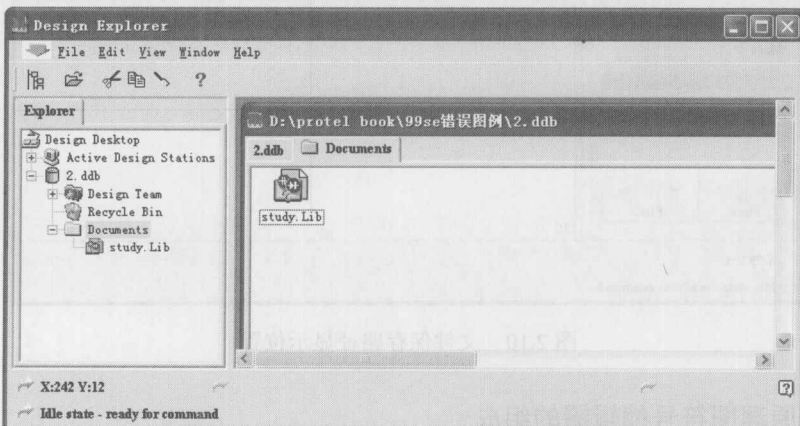 Design Explorer
File Edit View Window Help
?
Explorer
Design Desktop
Active Design Stations
2.ddb
Design Team
Recycle Bin
Documents
study.Lib
D:\protel book\99se错误图例\2.ddb
2.ddb Documents
study.Lib
X:242 Y:12
?
Idle state - ready for command